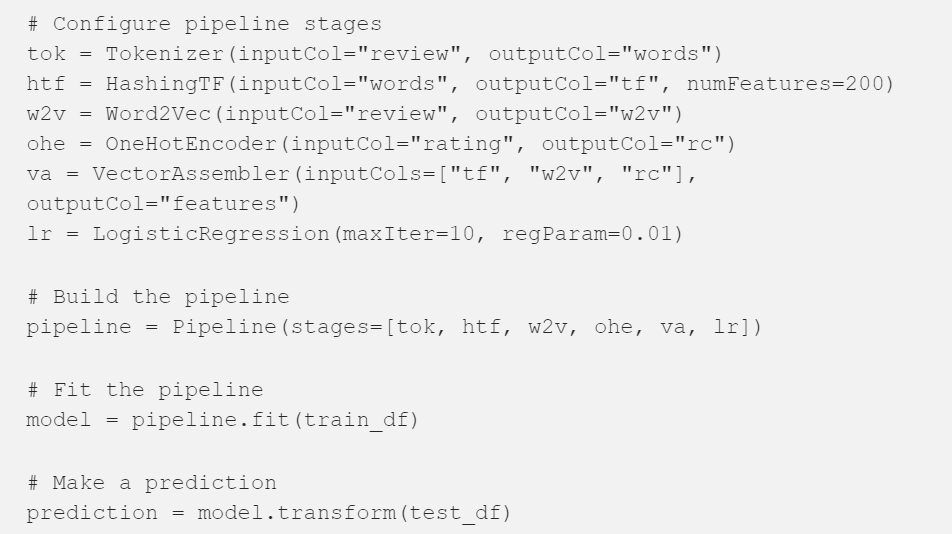 # Configure pipeline stages
tok = Tokenizer(inputCol="review", outputCol="words")
htf = HashingTF(inputCol="words", outputCol="tf", numFeatures=200)
w2v = Word2Vec(inputCol="review", outputCol="w2v")
ohe = OneHotEncoder(inputCol="rating", outputCol="rc")
va = VectorAssembler(inputCols=["tf", "w2v", "rc"],
outputCol="features")
lr = LogisticRegression(maxIter=10, regParam=0.01)
# Build the pipeline
pipeline = Pipeline(stages=[tok, htf, w2v, ohe, va, lr])
# Fit the pipeline
model = pipeline.fit(train_df)
# Make a prediction
prediction = model.transform(test_df)